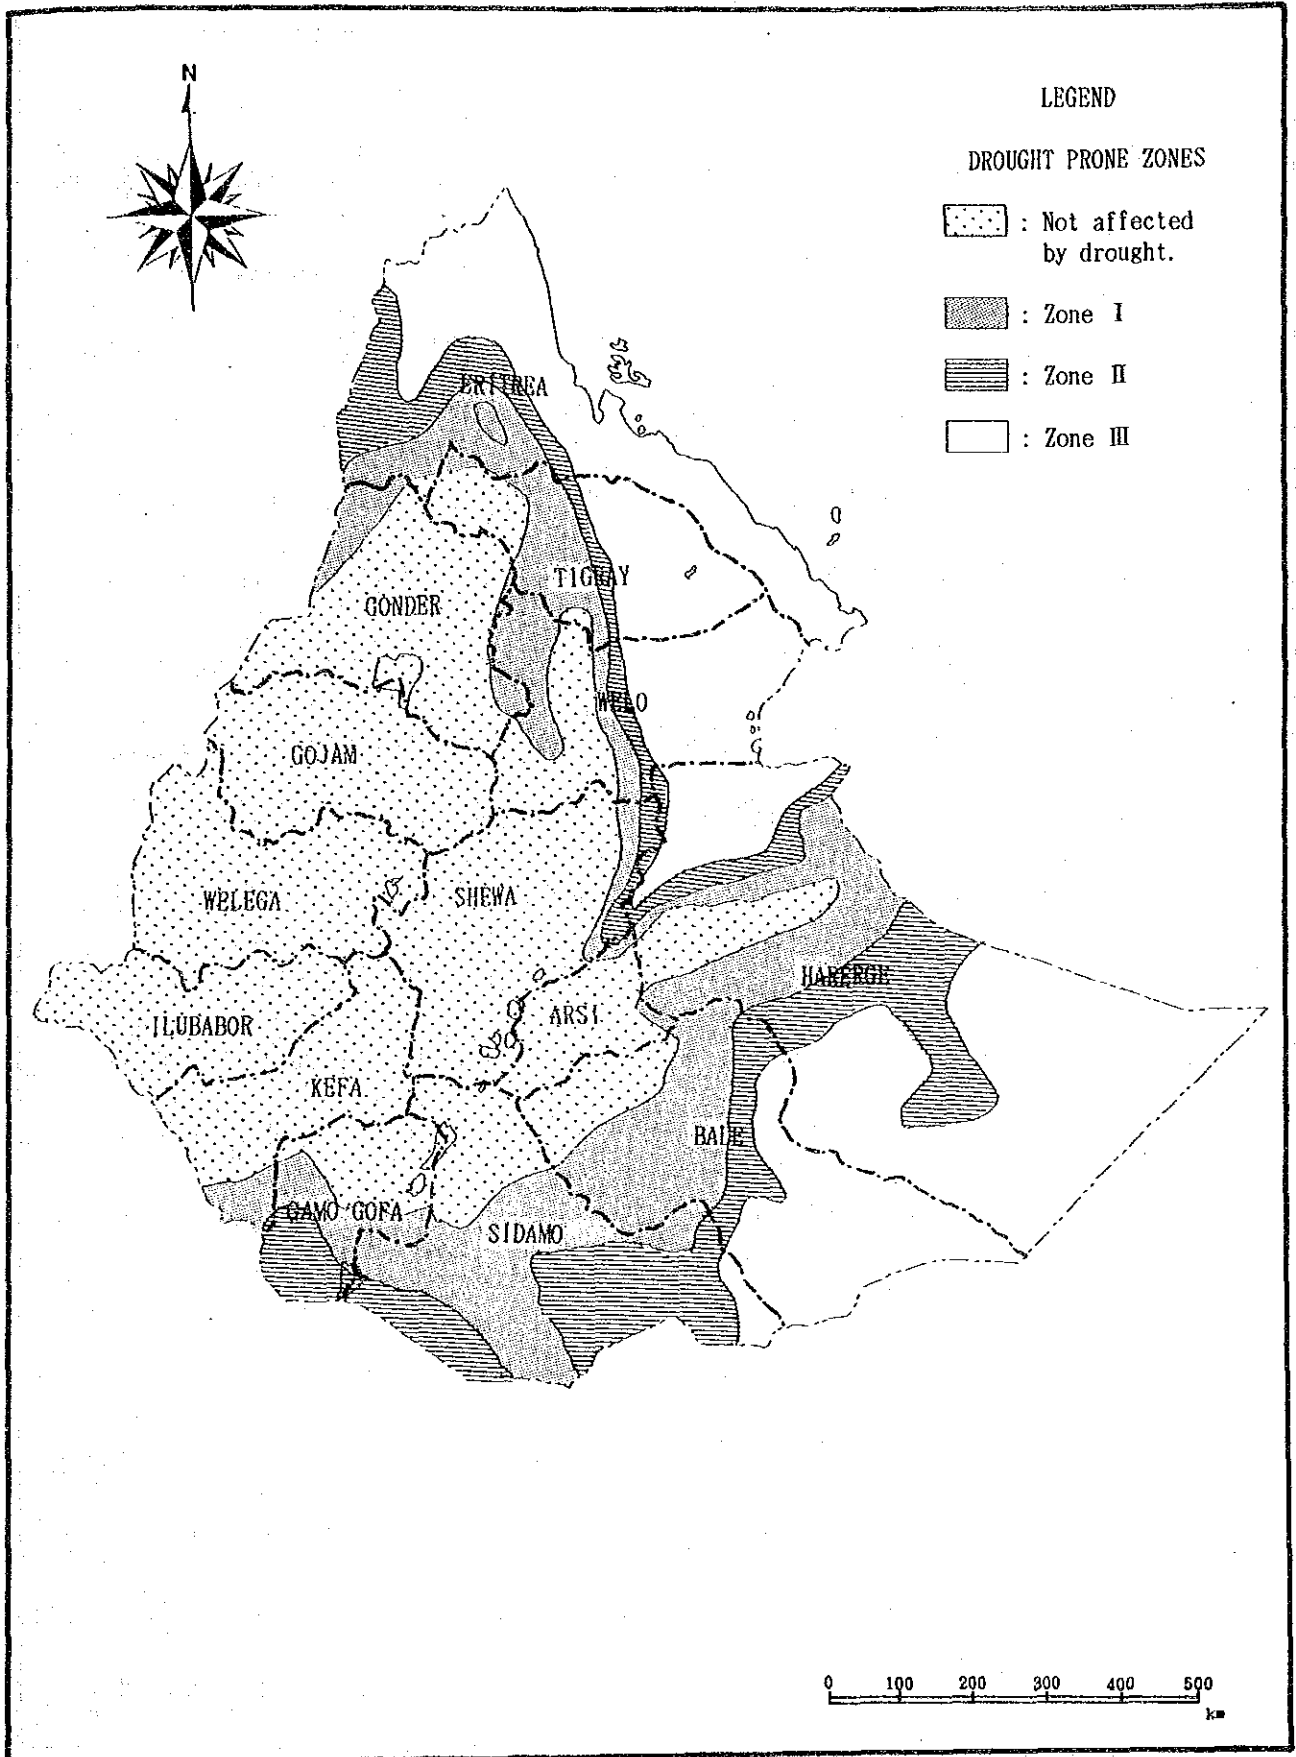 N
LEGEND
DROUGHT PRONE ZONES
: Not affected
by drought.
: Zone I
: Zone II
: Zone III
ERITREA
TIGRAY
GONDER
WELO
GOJAM
WELEGA
SHEWA
HARERGE
ILUBABOR
ARSI
KEFA
BALE
GAMO GOFA
SIDAMO
0 100 200 300 400 500
km